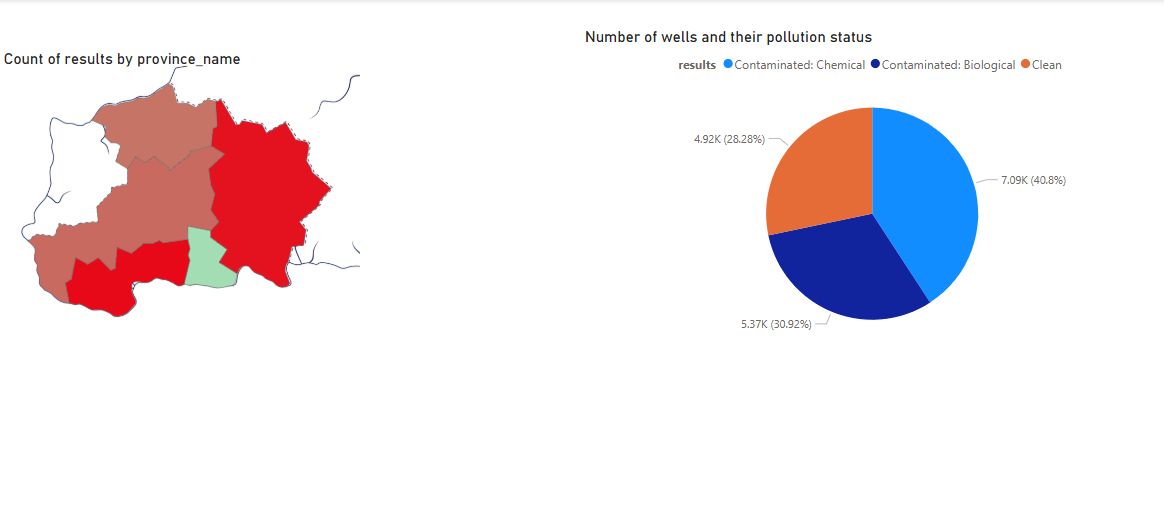 Count of results by province_name
Number of wells and their pollution status
results Contaminated: Chemical Contaminated: Biological Clean
4.92K (28.28%)
7.09K (40.8%)
5.37K (30.92%)